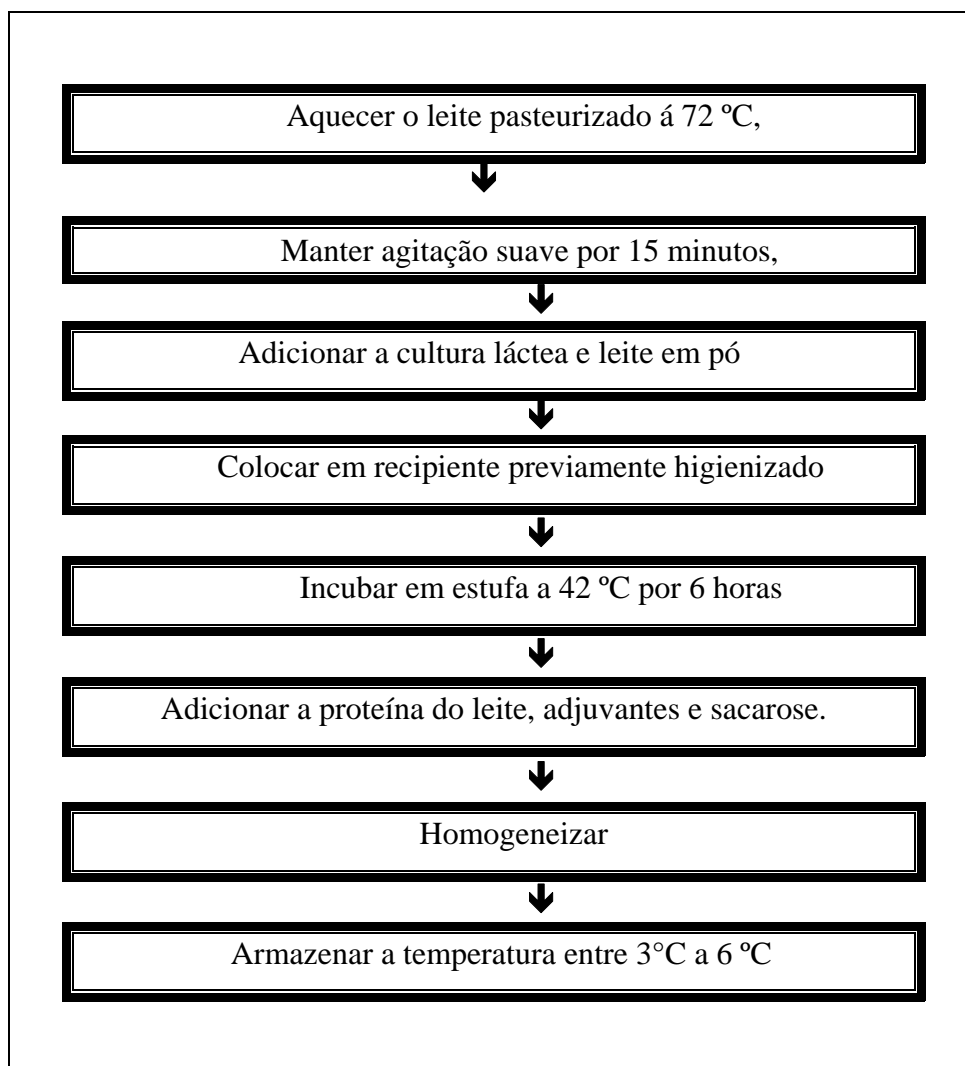 Aquecer o leite pasteurizado á 72 ºC,
Manter agitação suave por 15 minutos,
Adicionar a cultura láctea e leite em pó
Colocar em recipiente previamente higienizado
Incubar em estufa a 42 ºC por 6 horas
Adicionar a proteína do leite, adjuvantes e sacarose.
Homogeneizar
Armazenar a temperatura entre 3°C a 6 ºC